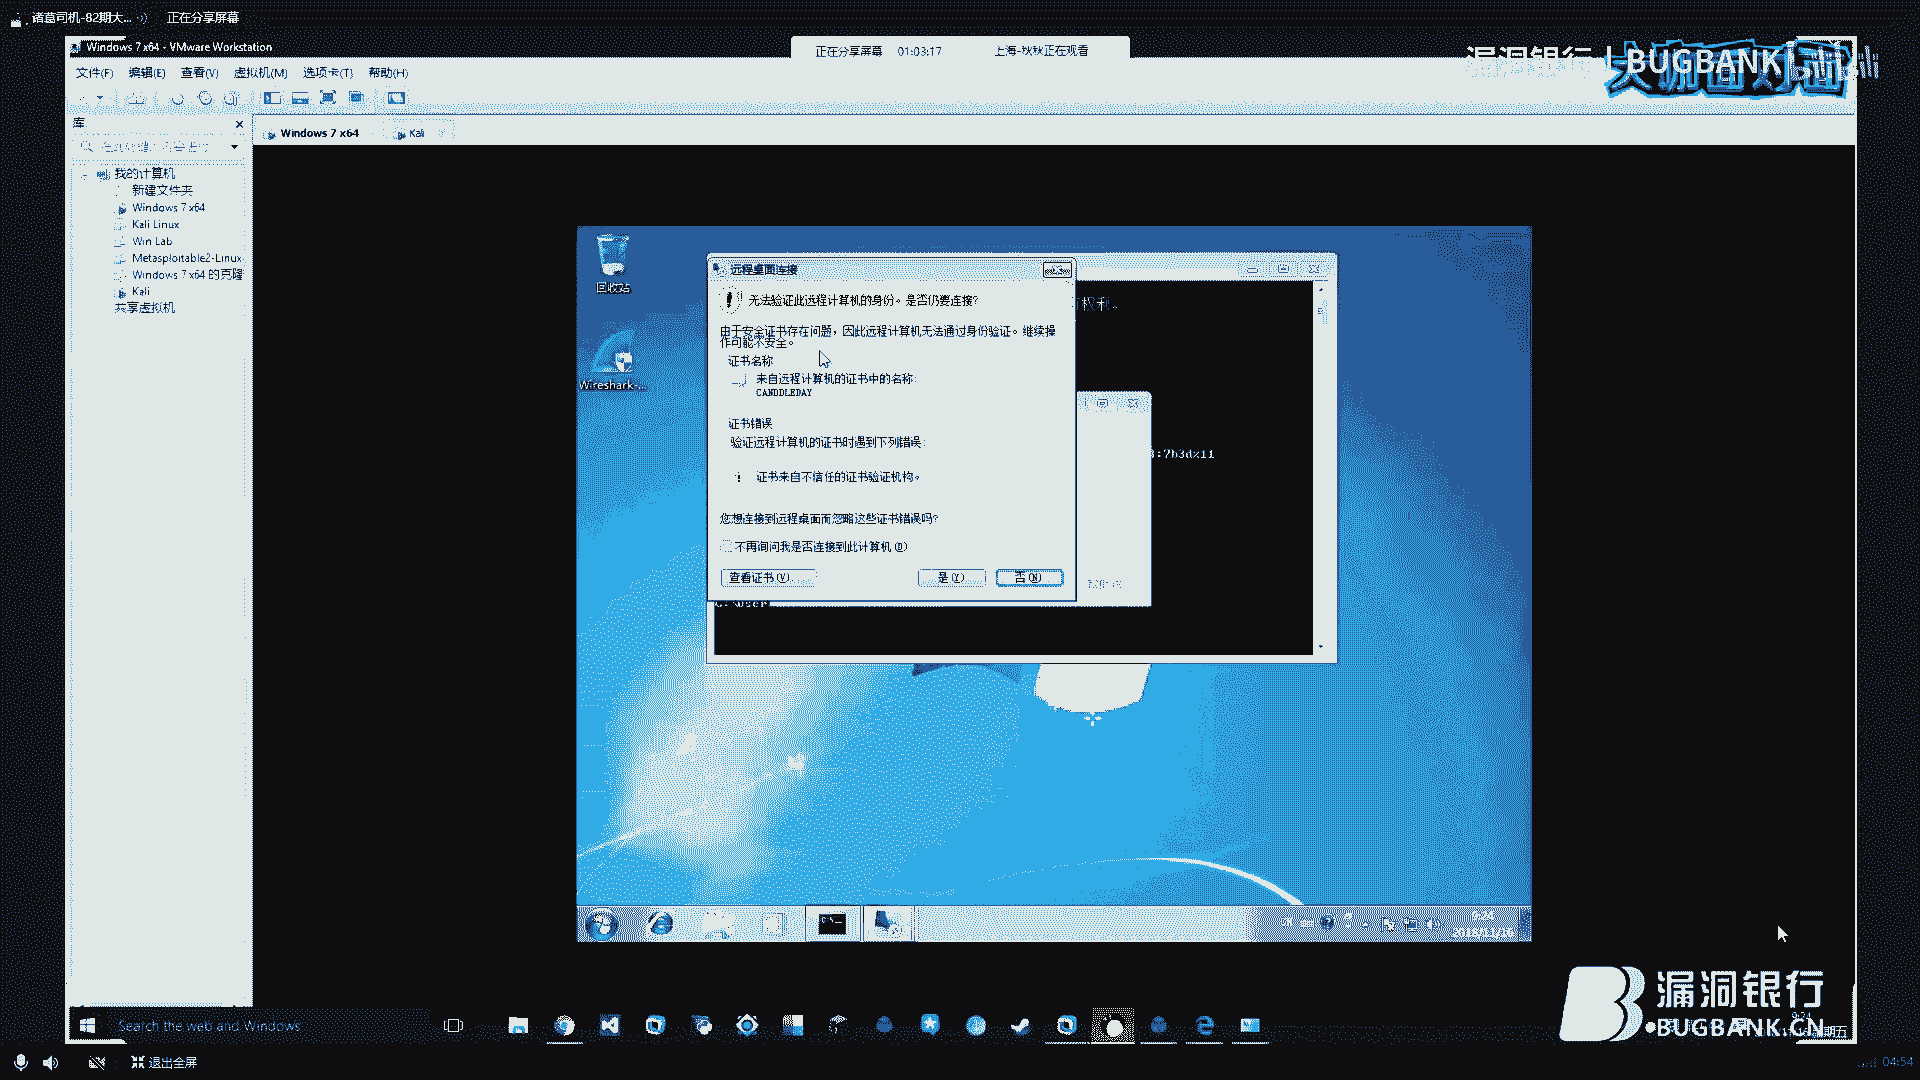 诸葛司机-82期大...
正在分享屏幕
Windows 7 x64 - VMware Workstation
正在分享屏幕 01:03:17 上海-秋秋正在观看
漏洞银行 | BUGBANK
大咖面对面
文件(F) 编辑(E) 查看(V) 虚拟机(M) 选项卡(T) 帮助(H)
库
Windows 7 x64
Kali
我的计算机
新建文件夹
Windows 7 x64
Kali Linux
Win Lab
Metasploitable2-Linux
Windows 7 x64 的克隆
Kali
共享虚拟机
回收站
Wireshark-...
远程桌面连接
无法验证此远程计算机的身份。是否仍要连接?
权利。
由于安全证书存在问题，因此远程计算机无法通过身份验证。继续操
作可能不安全。
证书名称
来自远程计算机的证书中的名称:
CANDDLEDAY
证书错误
验证远程计算机的证书时遇到下列错误:
:7b3dx11
证书来自不信任的证书验证机构。
您想连接到远程桌面而忽略这些证书错误吗?
不再询问我是否连接到此计算机(D)
查看证书(V)... 是(Y) 否(N)
C:\User
2018/11/16
Search the web and Windows
漏洞银行
BUGBANK.CN
9:24
星期五
退出全屏
04:54